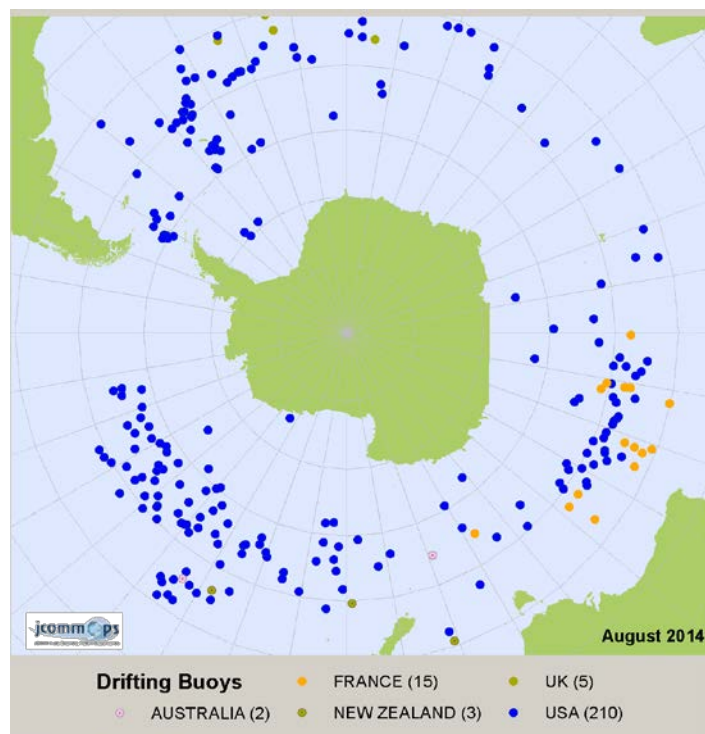 jcommops
August 2014
Drifting Buoys FRANCE (15) UK (5)
AUSTRALIA (2) NEW ZEALAND (3) USA (210)